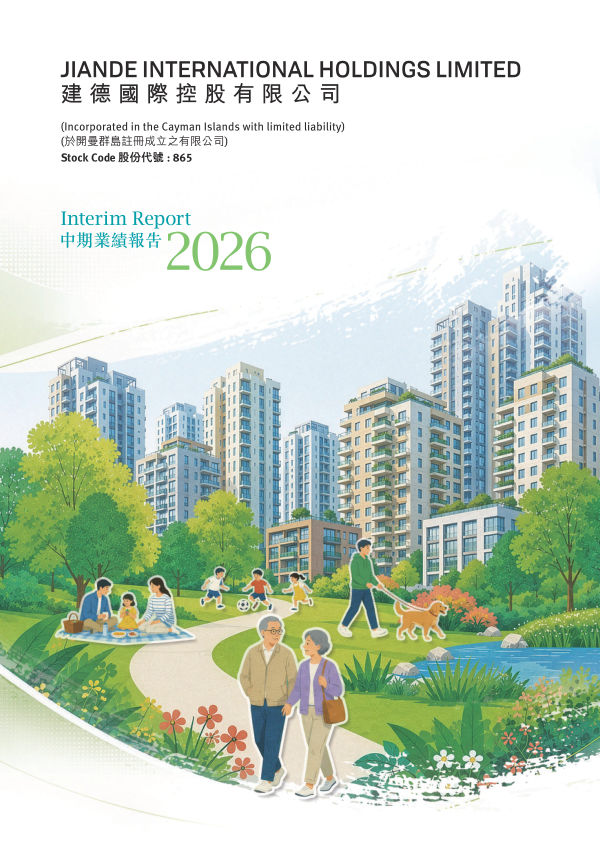 JIANDE INTERNATIONAL HOLDINGS LIMITED
建德國際控股有限公司
(Incorporated in the Cayman Islands with limited liability)
(於開曼群島註冊成立之有限公司)
Stock Code 股份代號 : 865
Interim Report
中期業績報告 2026